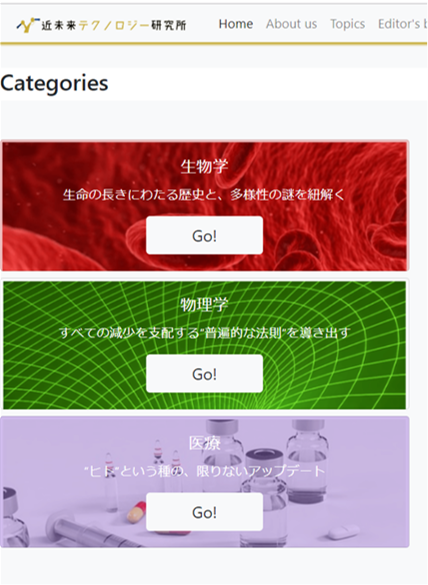 近未来テクノロジー研究所 Home About us Topics Editor's b
Categories
生物学
生命の長きにわたる歴史と、多様性の謎を紐解く
Go!
物理学
すべての減少を支配する"普遍的な法則"を導き出す
Go!
医療
"ヒト"という種の、限りないアップデート
Go!